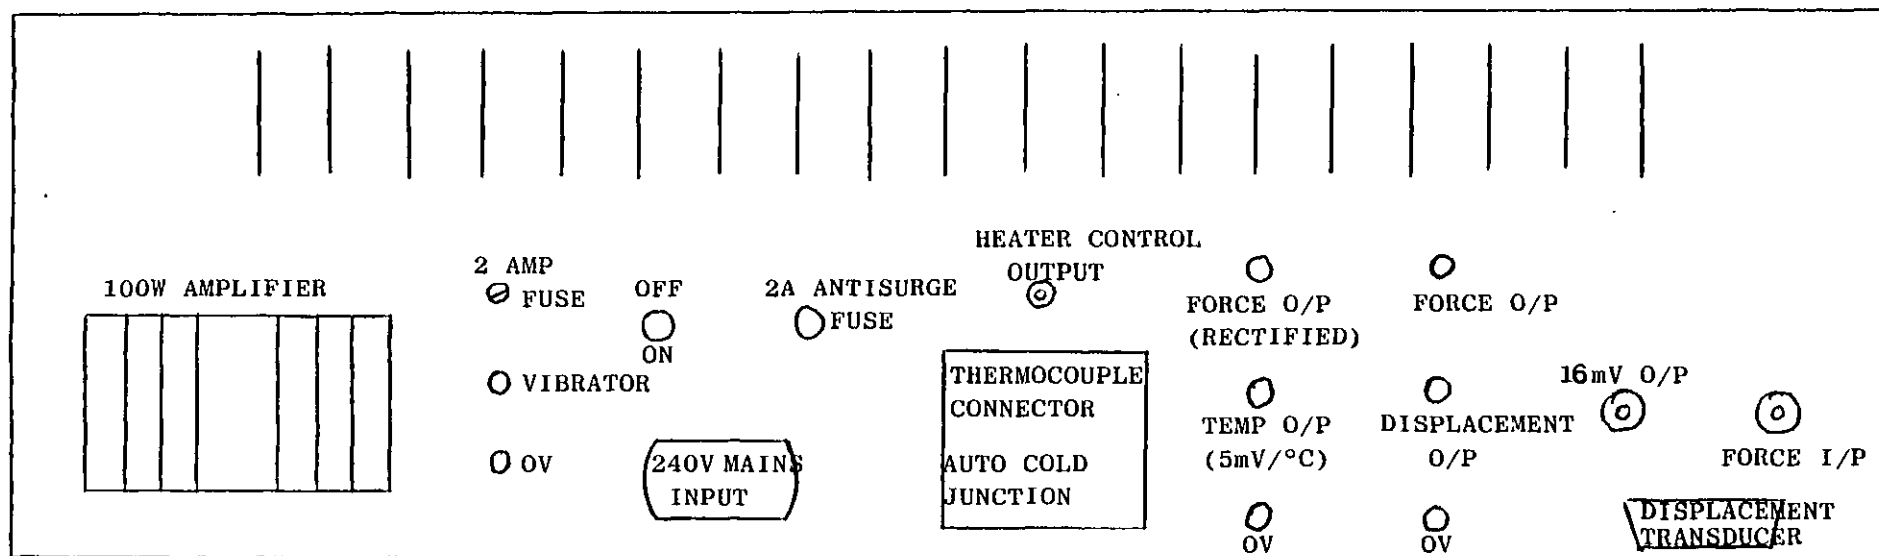 100W AMPLIFIER
2 AMP
FUSE
VIBRATOR
OV
OFF
ON
240V MAINS
INPUT
2A ANTISURGE
FUSE
HEATER CONTROL
OUTPUT
THERMOCOUPLE
CONNECTOR
AUTO COLD
JUNCTION
FORCE O/P
(RECTIFIED)
FORCE O/P
TEMP O/P
(5mV/°C)
OV
DISPLACEMENT
O/P
OV
16mV O/P
FORCE I/P
DISPLACEMENT
TRANSDUCER